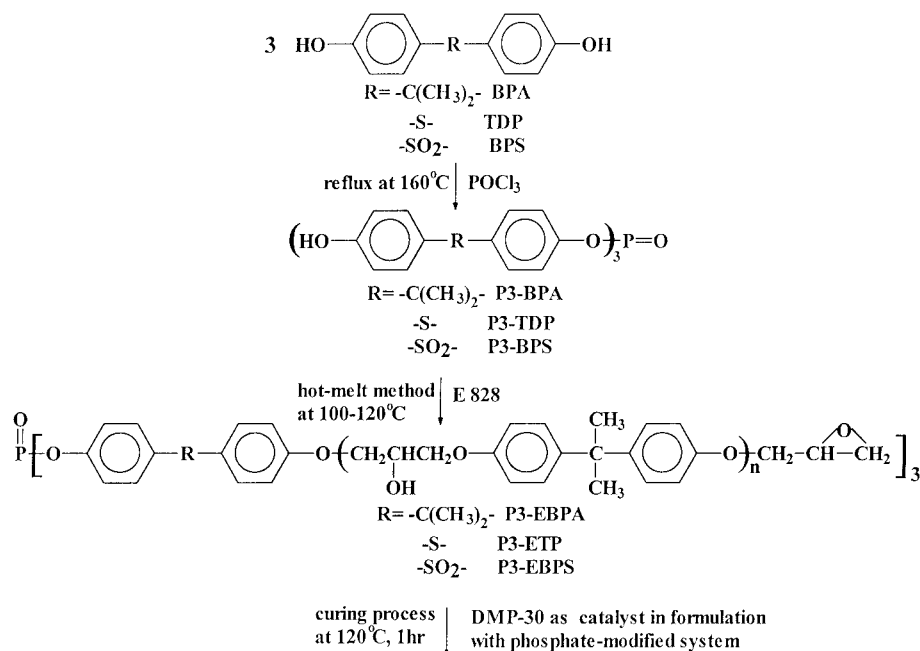 3 HO R OH
R= -C(CH3)2- BPA
-S- TDP
-SO2- BPS
reflux at 160°C POCl3
(HO R O)3 P=O
R= -C(CH3)2- P3-BPA
-S- P3-TDP
-SO2- P3-BPS
hot-melt method E 828
at 100-120°C
O CH3 O
P[O R O(CH2CHCH2O C O)n CH2-CH CH2]3
OH CH3
R= -C(CH3)2- P3-EBPA
-S- P3-ETP
-SO2- P3-EBPS
curing process DMP-30 as catalyst in formulation
at 120°C, 1hr with phosphate-modified system